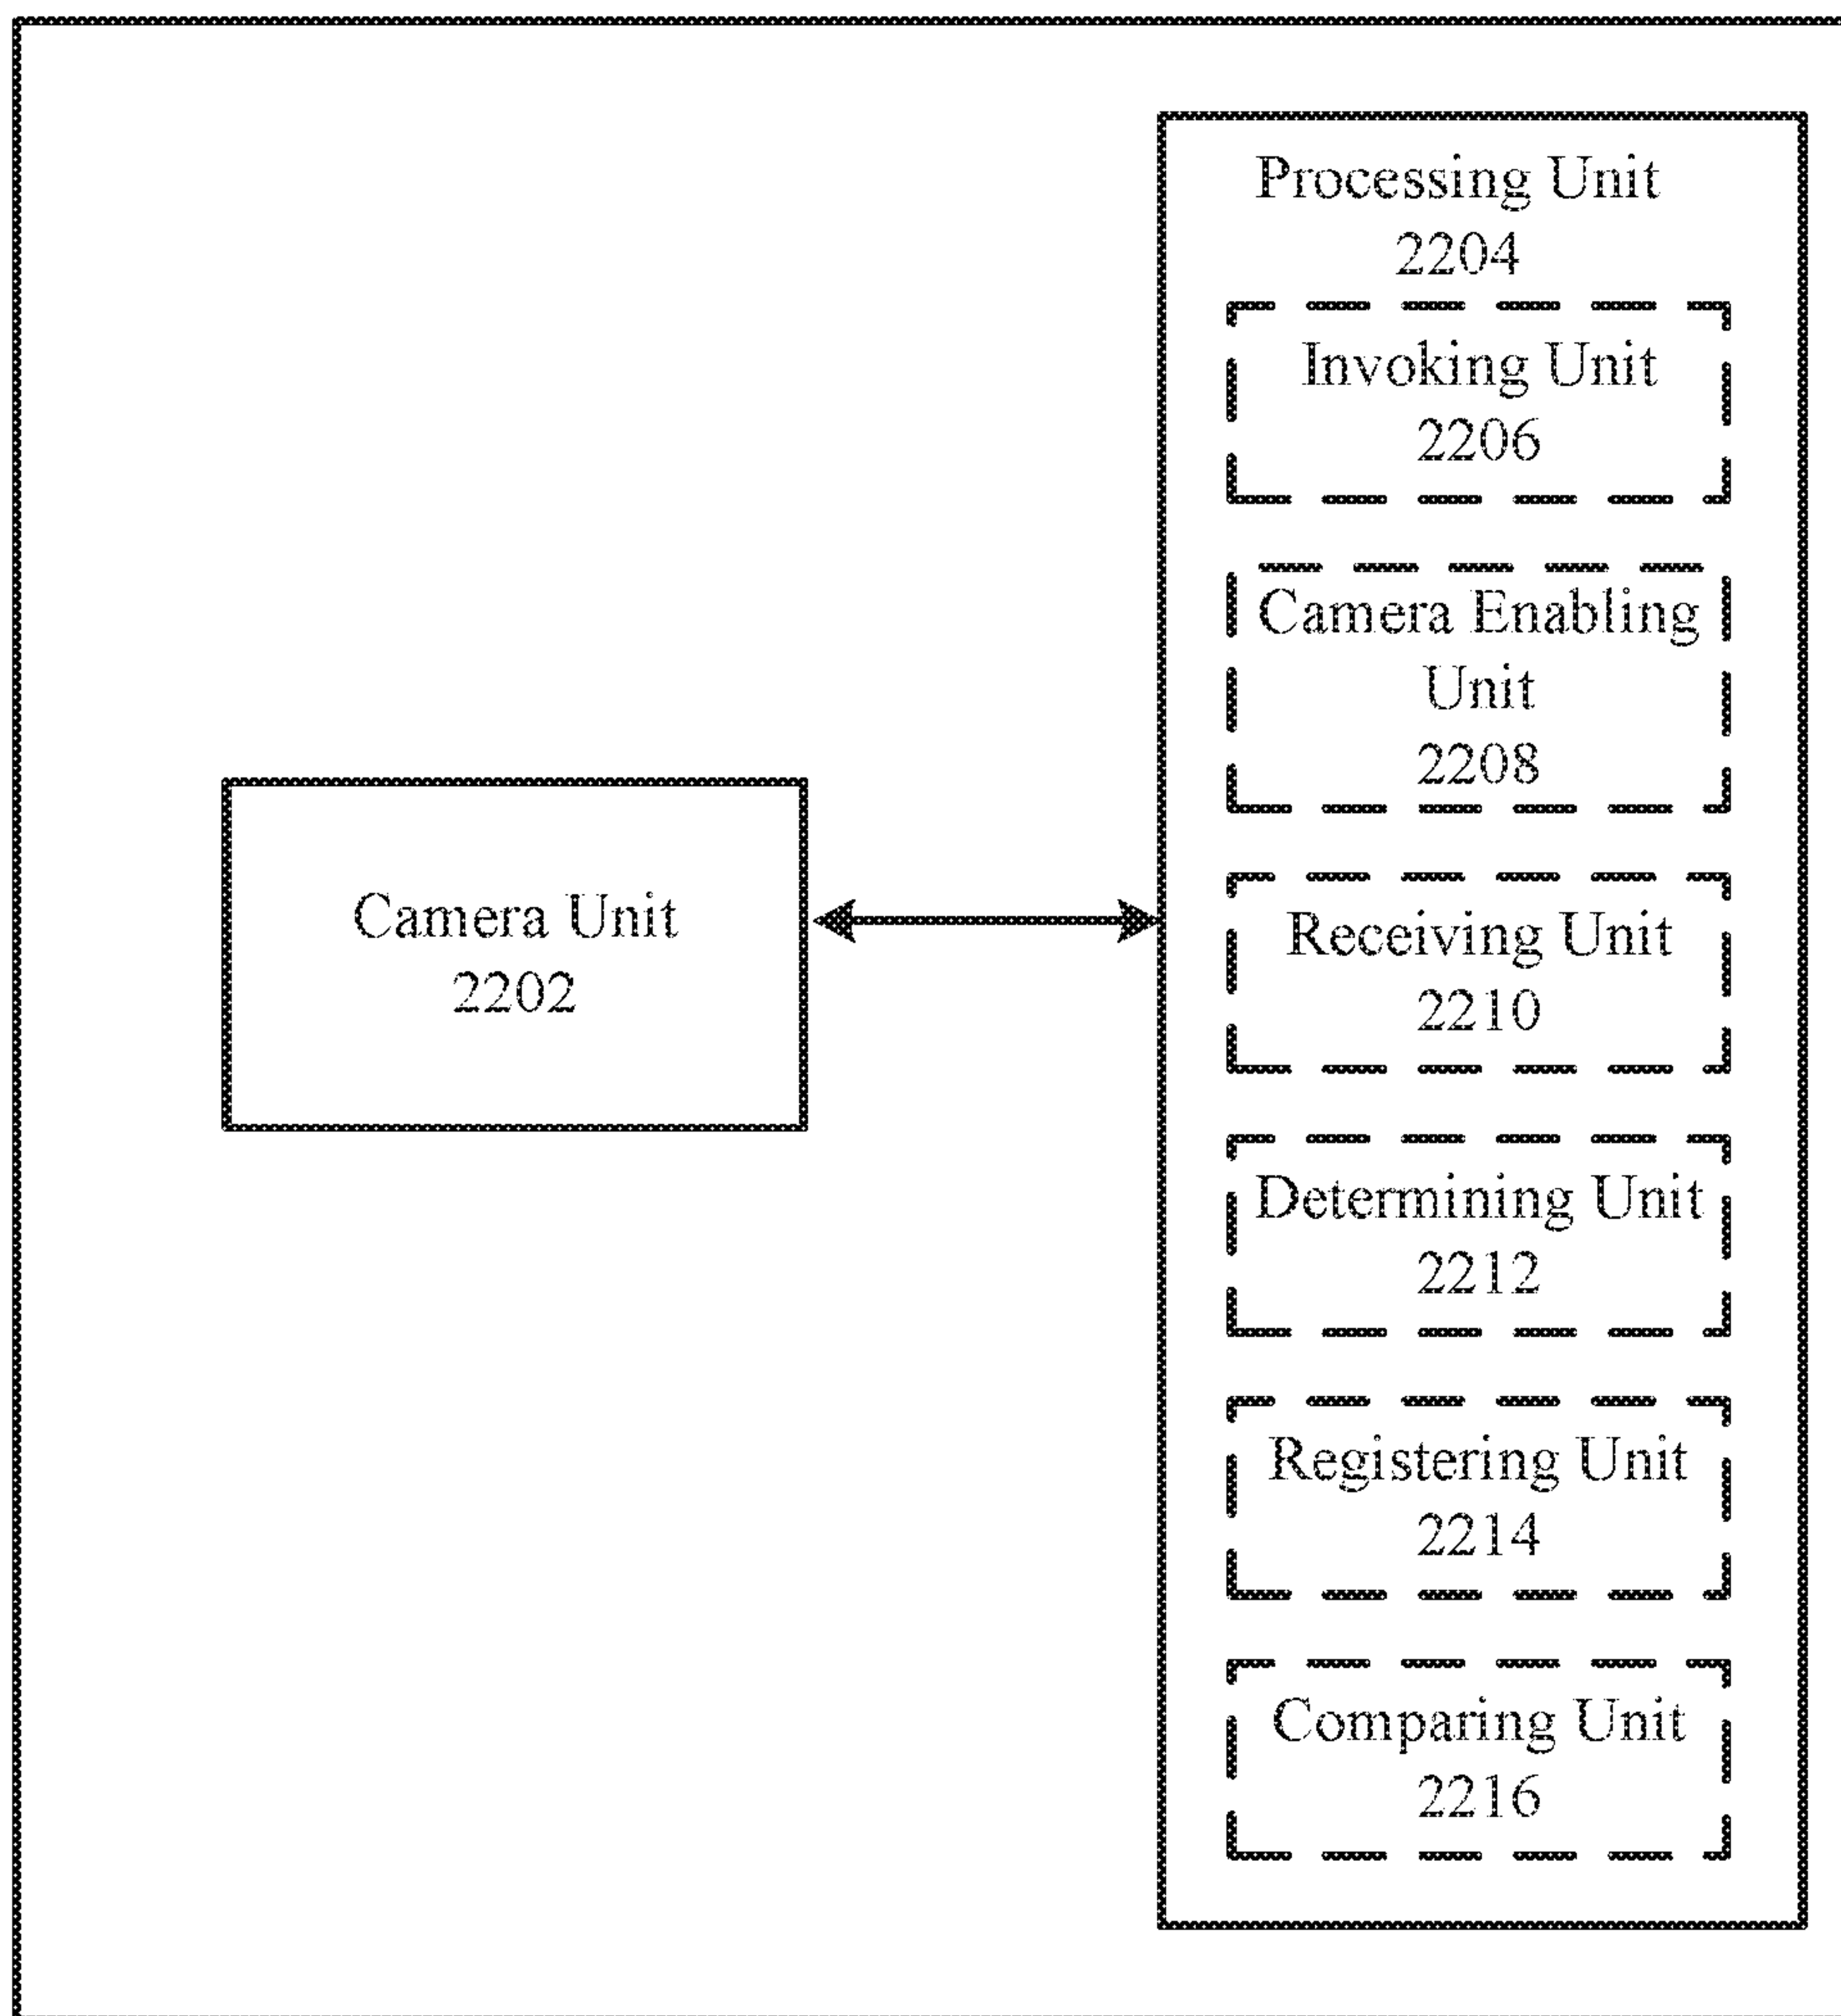 Processing Unit
2204
Invoking Unit
2206
Camera Enabling
Unit
2208
Camera Unit
2202
Receiving Unit
2210
Determining Unit
2212
Registering Unit
2214
Comparing Unit
2216